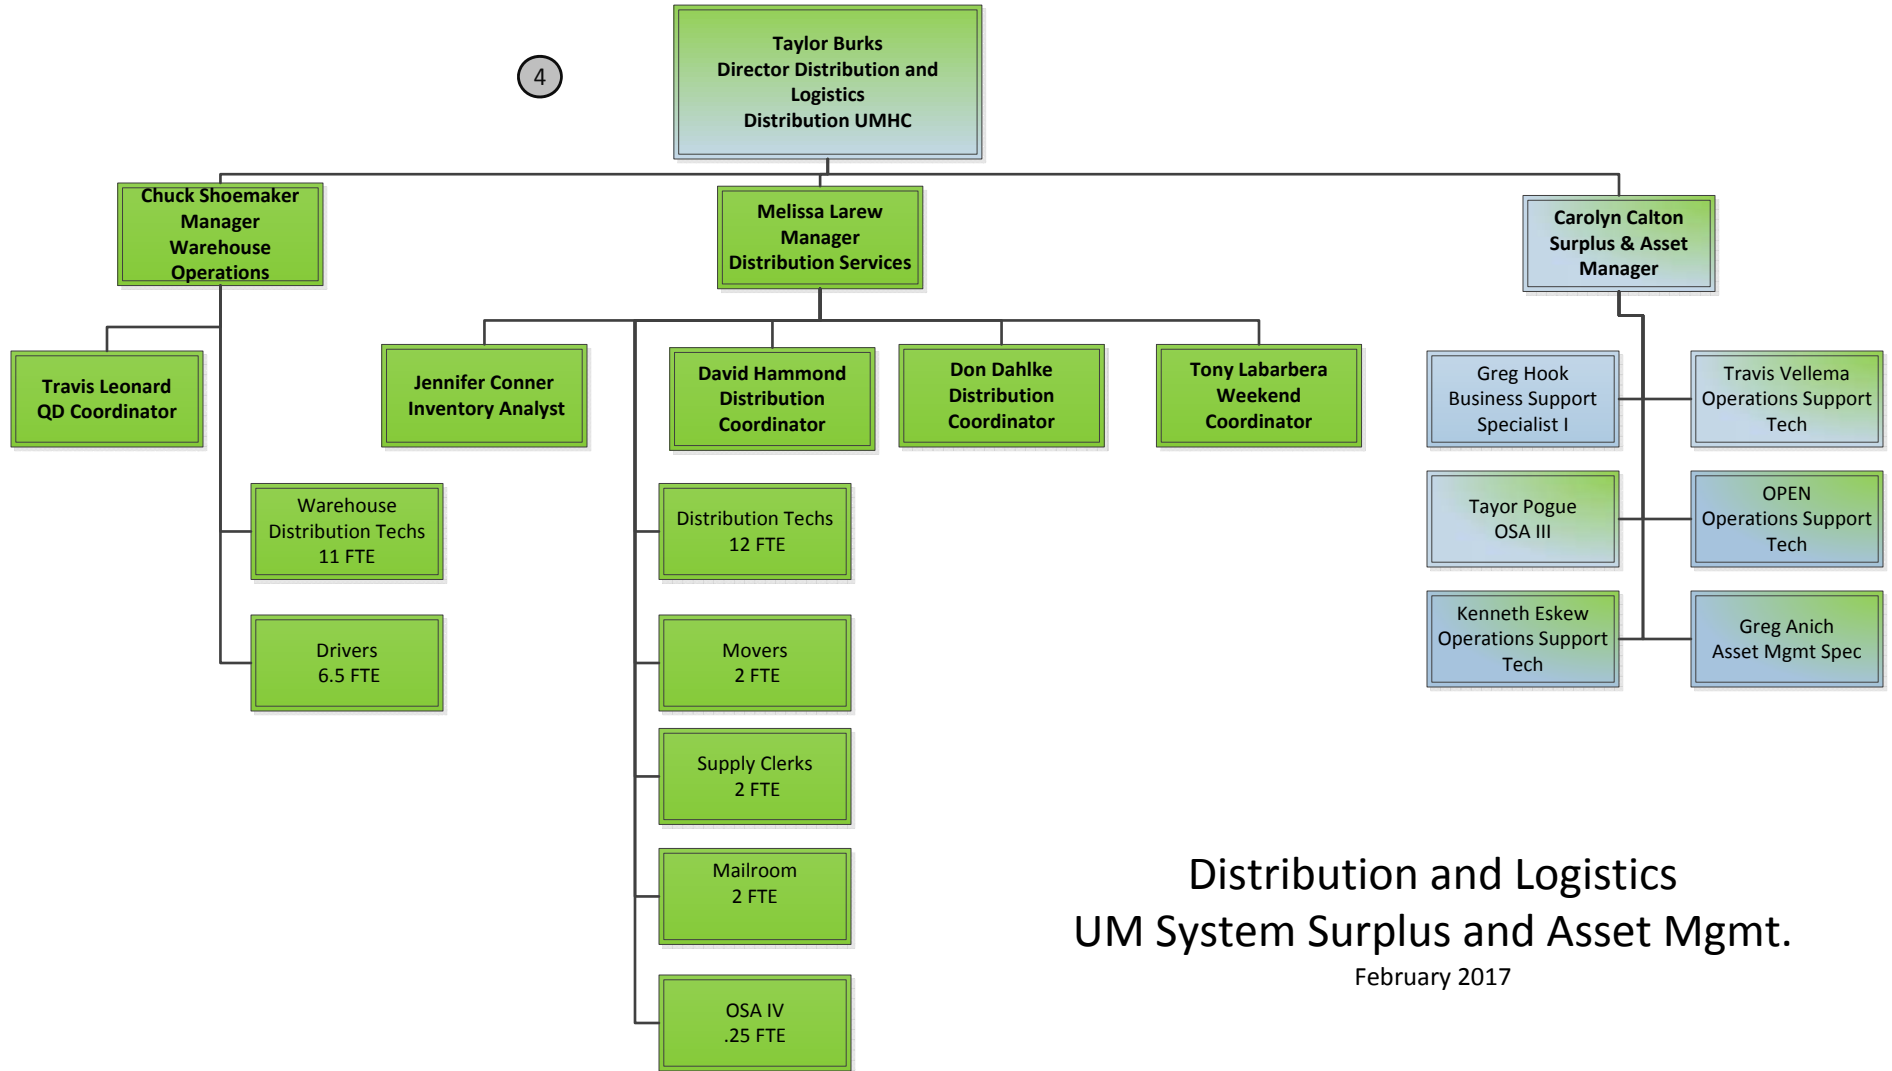 4
Taylor Burks
Director Distribution and
Logistics
Distribution UMHC
Chuck Shoemaker
Manager
Warehouse
Operations
Melissa Larew
Manager
Distribution Services
Carolyn Calton
Surplus & Asset
Manager
Travis Leonard
QD Coordinator
Jennifer Conner
Inventory Analyst
David Hammond
Distribution
Coordinator
Don Dahlke
Distribution
Coordinator
Tony Labarbera
Weekend
Coordinator
Greg Hook
Business Support
Specialist I
Travis Vellema
Operations Support
Tech
Warehouse
Distribution Techs
11 FTE
Distribution Techs
12 FTE
Tayor Pogue
OSA III
OPEN
Operations Support
Tech
Drivers
6.5 FTE
Movers
2 FTE
Kenneth Eskew
Operations Support
Tech
Greg Anich
Asset Mgmt Spec
Supply Clerks
2 FTE
Mailroom
2 FTE
OSA IV
.25 FTE
Distribution and Logistics
UM System Surplus and Asset Mgmt.
February 2017